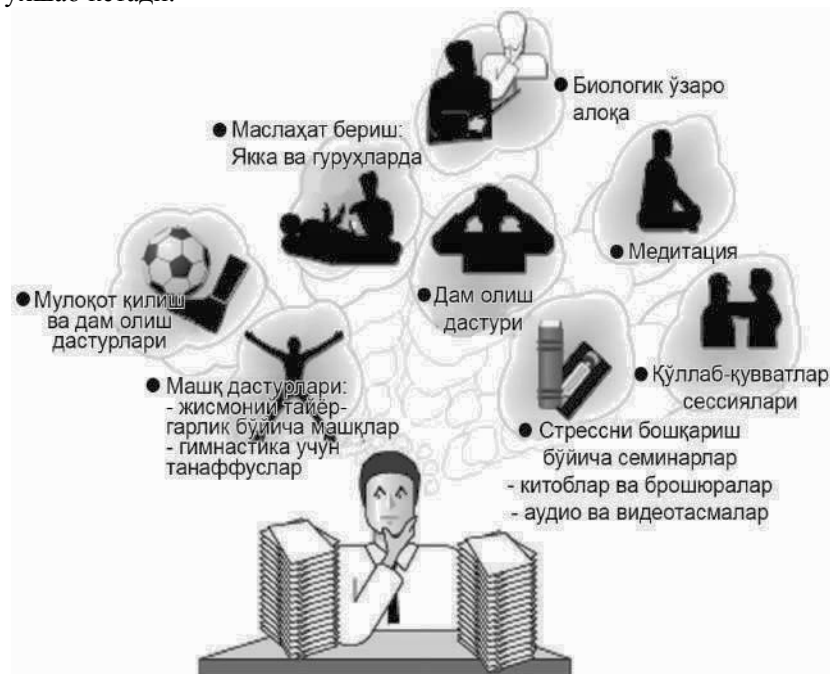 ўхшаб кетади.
● Биологик ўзаро
алоқа
● Маслаҳат бериш:
Якка ва гуруҳларда
● Медитация
● Мулоқот қилиш
ва дам олиш
дастурлари
● Дам олиш
дастури
● Машқ дастурлари:
- жисмоний тайёр-
гарлик бўйича машқлар
- гимнастика учун
танаффуслар
● Қўллаб-қувватлар
сессиялари
● Стрессни бошқариш
бўйича семинарлар
- китоблар ва брошюралар
- аудио ва видеотасмалар